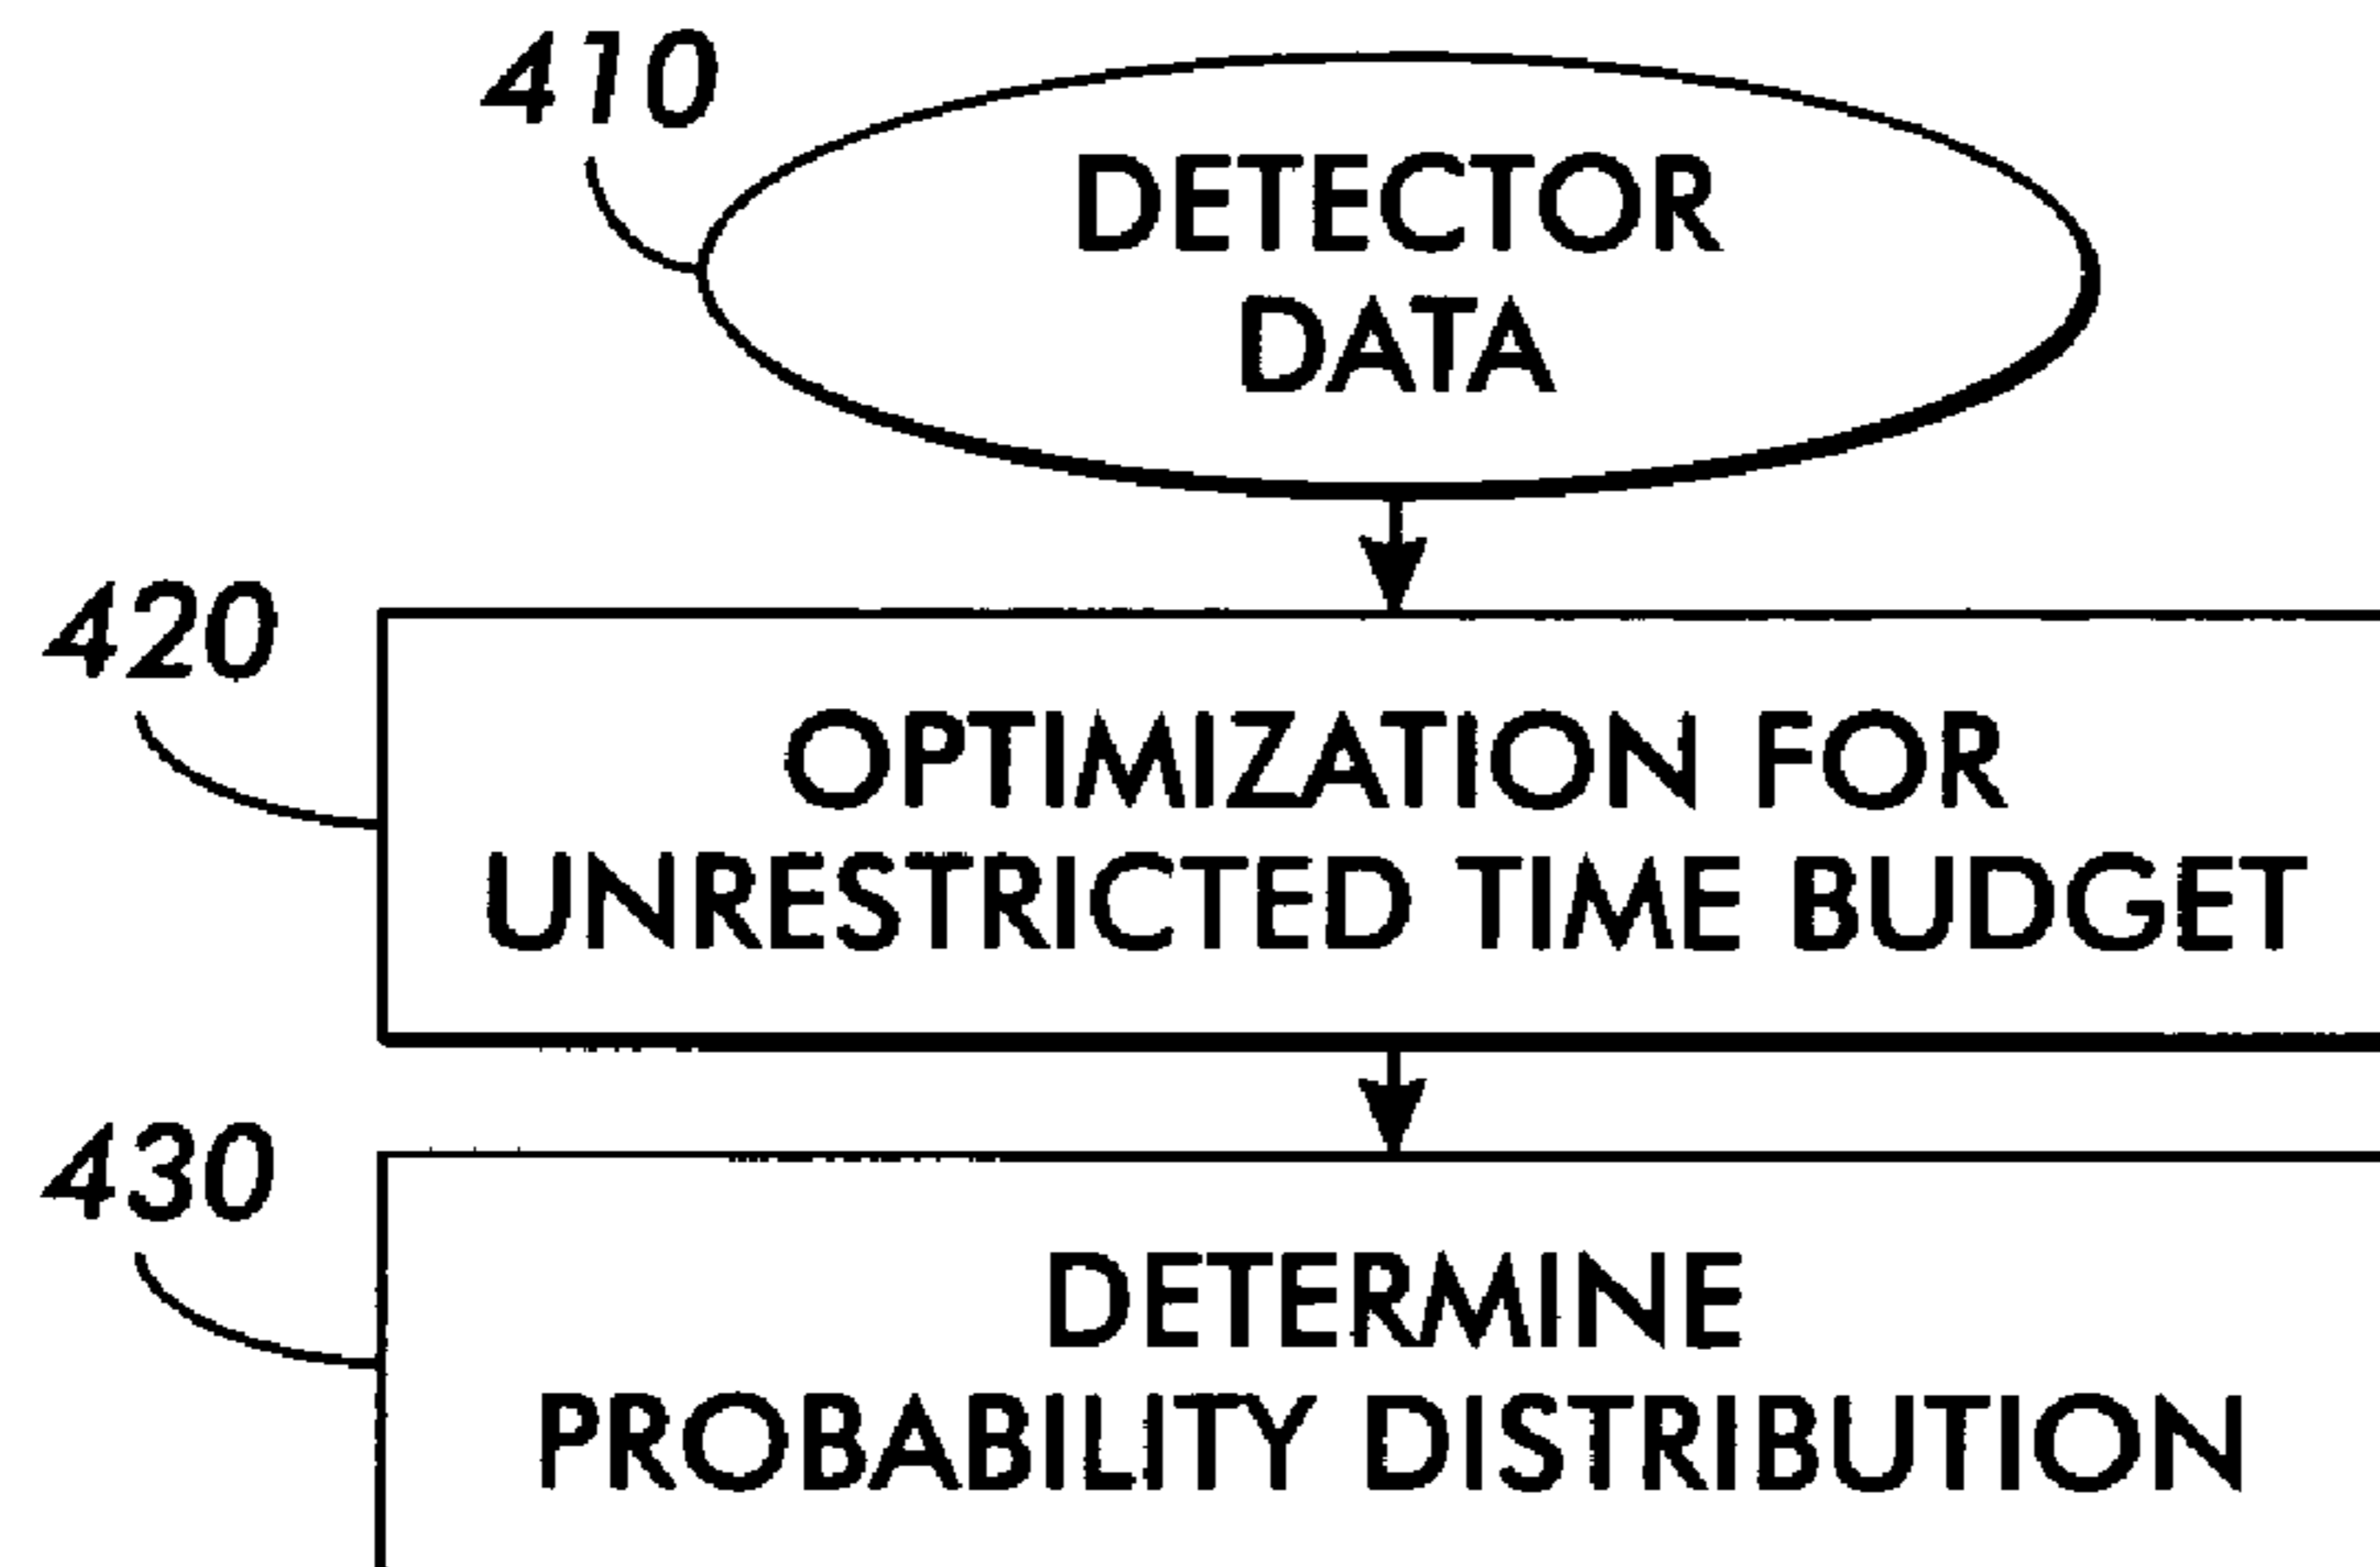 410
DETECTOR
DATA
420
OPTIMIZATION FOR
UNRESTRICTED TIME BUDGET
430
DETERMINE
PROBABILITY DISTRIBUTION